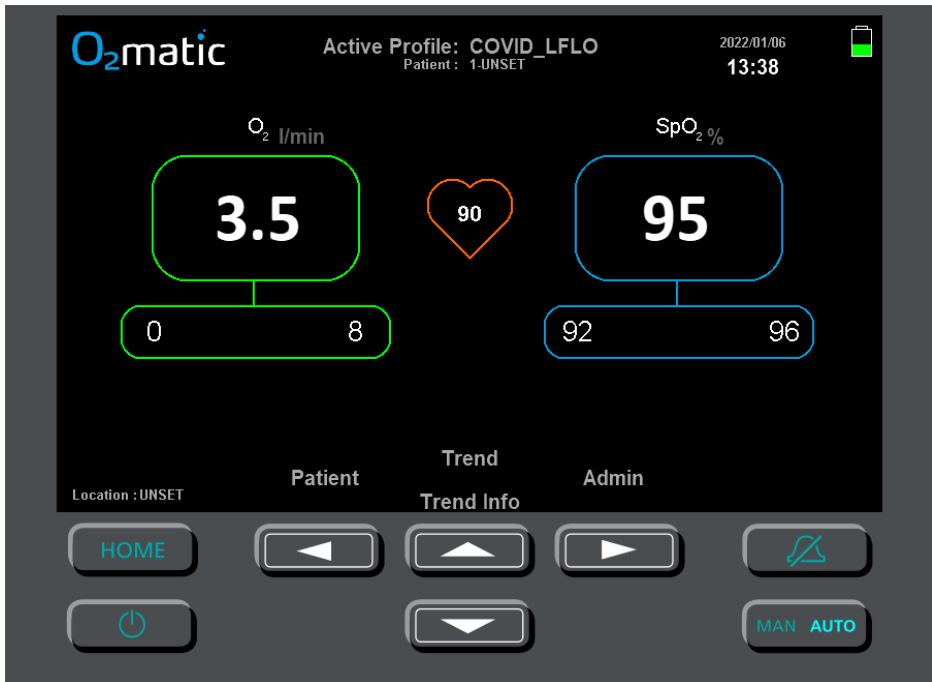 O2matic
Active Profile: COVID_LFLO
Patient : 1-UNSET
2022/01/06
13:38
O2 l/min
SpO2 %
3.5
90
95
0 8
92 96
Trend
Patient
Admin
Location : UNSET
Trend Info
HOME
MAN AUTO